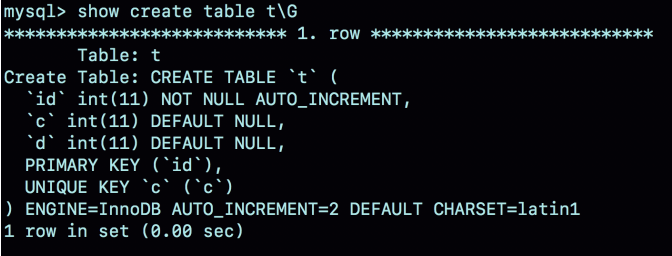 mysql> show create table t\G
*************************** 1. row ***************************
       Table: t
Create Table: CREATE TABLE `t` (
  `id` int(11) NOT NULL AUTO_INCREMENT,
  `c` int(11) DEFAULT NULL,
  `d` int(11) DEFAULT NULL,
  PRIMARY KEY (`id`),
  UNIQUE KEY `c` (`c`)
) ENGINE=InnoDB AUTO_INCREMENT=2 DEFAULT CHARSET=latin1
1 row in set (0.00 sec)